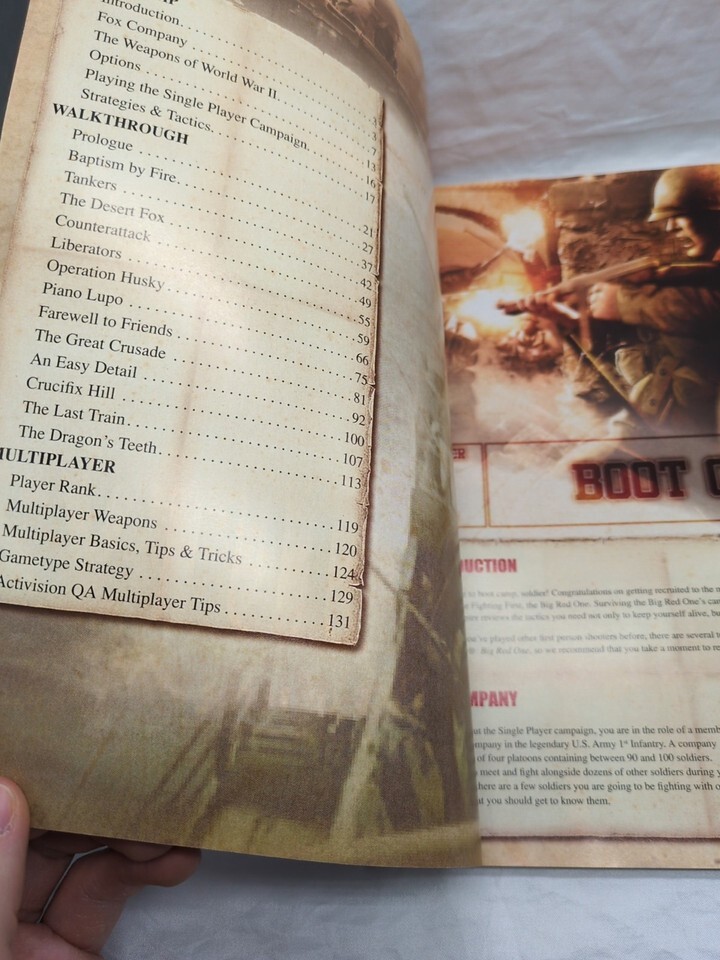 Introduction
Fox Company
The Weapons of World War II
Options
Playing the Single Player Campaign
Strategies & Tactics
WALKTHROUGH
Prologue
Baptism by Fire
Tankers
The Desert Fox
Counterattack
Liberators
Operation Husky
Piano Lupo
Farewell to Friends
The Great Crusade
An Easy Detail
Crucifix Hill
The Last Train
The Dragon's Teeth
MULTIPLAYER
Player Rank
Multiplayer Weapons
Multiplayer Basics, Tips & Tricks
Gametype Strategy
Activision QA Multiplayer Tips
3
7
13
16
17
21
27
37
42
49
55
59
66
75
81
92
100
107
113
119
120
124
129
131
ER
BOOT
UCTION
to boot camp, soldier! Congratulations on getting recruited to the
Fighting First, the Big Red One. Surviving the Big Red One's
reviews the tactics you need not only to keep yourself alive,
you've played other first person shooters before, there are several
Big Red One, so we recommend that you take a moment to
MPANY
ut the Single Player campaign, you are in the role of a memb
mpany in the legendary U.S. Army 1st Infantry. A company
of four platoons containing between 90 and 100 soldiers.
meet and fight alongside dozens of other soldiers during
here are a few soldiers you are going to be fighting with
you should get to know them.